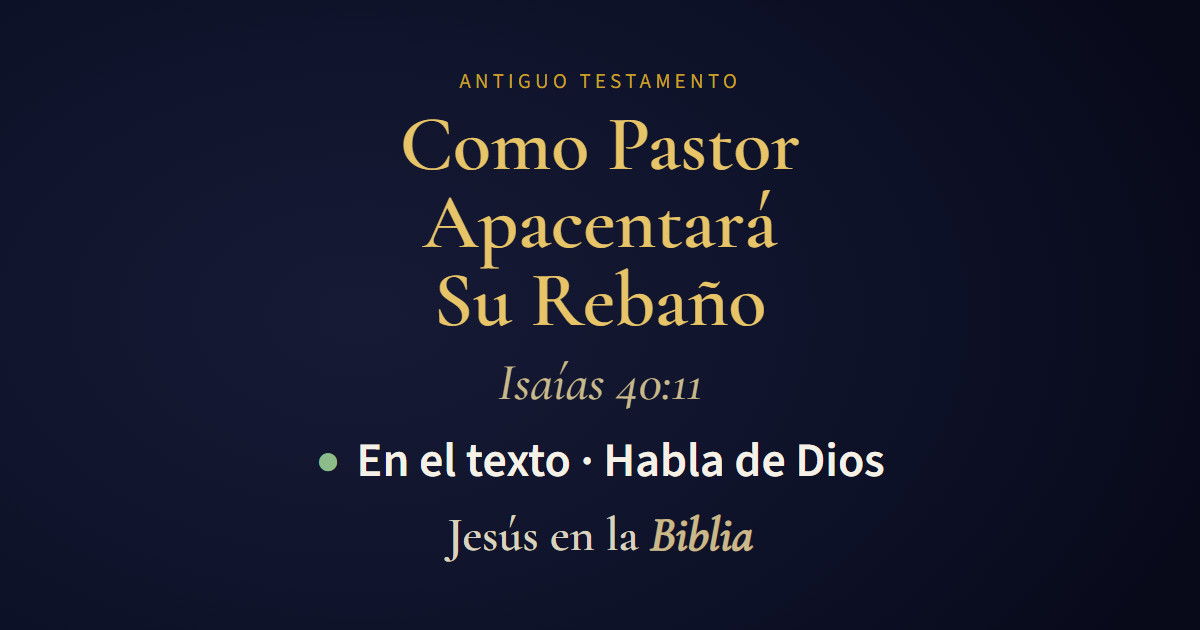 ANTIGUO TESTAMENTO
Como Pastor
Apacentará
Su Rebaño
Isaías 40:11
En el texto · Habla de Dios
Jesús en la Biblia